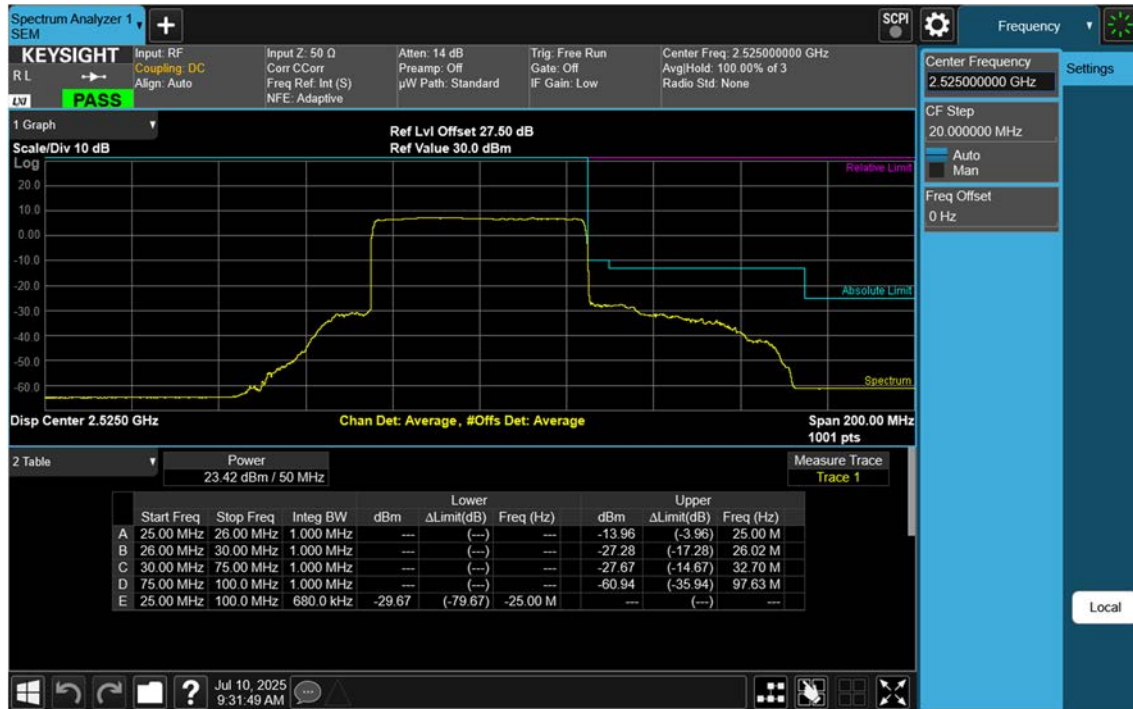 Spectrum Analyzer 1
SEM
SCPI
Frequency
KEYSIGHT
R L
LXI
PASS
Input: RF
Coupling: DC
Align: Auto
Input Z: 50 Ω
Corr CCorr
Freq Ref: Int (S)
NFE: Adaptive
Atten: 14 dB
Preamp: Off
µW Path: Standard
Trig: Free Run
Gate: Off
IF Gain: Low
Center Freq: 2.525000000 GHz
Avg|Hold: 100.00% of 3
Radio Std: None
Center Frequency
2.525000000 GHz
Settings
CF Step
20.000000 MHz
Auto
Man
Freq Offset
0 Hz
Local
1 Graph
Scale/Div 10 dB
Ref Lvl Offset 27.50 dB
Ref Value 30.0 dBm
Log
20.0
10.0
0.00
-10.0
-20.0
-30.0
-40.0
-50.0
-60.0
Relative Limit
Absolute Limit
Spectrum
Disp Center 2.5250 GHz
Chan Det: Average, #Offs Det: Average
Span 200.00 MHz
1001 pts
2 Table
Power
23.42 dBm / 50 MHz
Measure Trace
Trace 1
Lower Upper
Start Freq Stop Freq Integ BW dBm ΔLimit(dB) Freq (Hz) dBm ΔLimit(dB) Freq (Hz)
A 25.00 MHz 26.00 MHz 1.000 MHz --- (---) --- -13.96 (-3.96) 25.00 M
B 26.00 MHz 30.00 MHz 1.000 MHz --- (---) --- -27.28 (-17.28) 26.02 M
C 30.00 MHz 75.00 MHz 1.000 MHz --- (---) --- -27.67 (-14.67) 32.70 M
D 75.00 MHz 100.0 MHz 1.000 MHz --- (---) --- -60.94 (-35.94) 97.63 M
E 25.00 MHz 100.0 MHz 680.0 kHz -29.67 (-79.67) -25.00 M --- (---) ---
?
Jul 10, 2025
9:31:49 AM